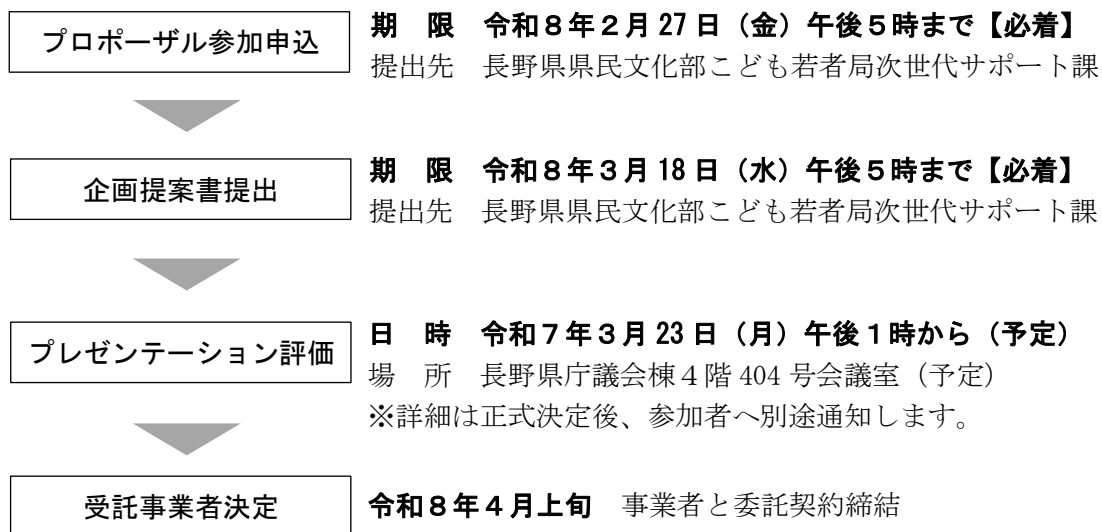 プロポーザル参加申込
期　限　令和８年２月 27 日（金）午後５時まで【必着】
提出先　長野県県民文化部こども若者局次世代サポート課
企画提案書提出
期　限　令和８年３月 18 日（水）午後５時まで【必着】
提出先　長野県県民文化部こども若者局次世代サポート課
プレゼンテーション評価
日　時　令和７年３月 23 日（月）午後１時から（予定）
場　所　長野県庁議会棟４階 404 号会議室（予定）
※詳細は正式決定後、参加者へ別途通知します。
受託事業者決定
令和８年４月上旬　事業者と委託契約締結